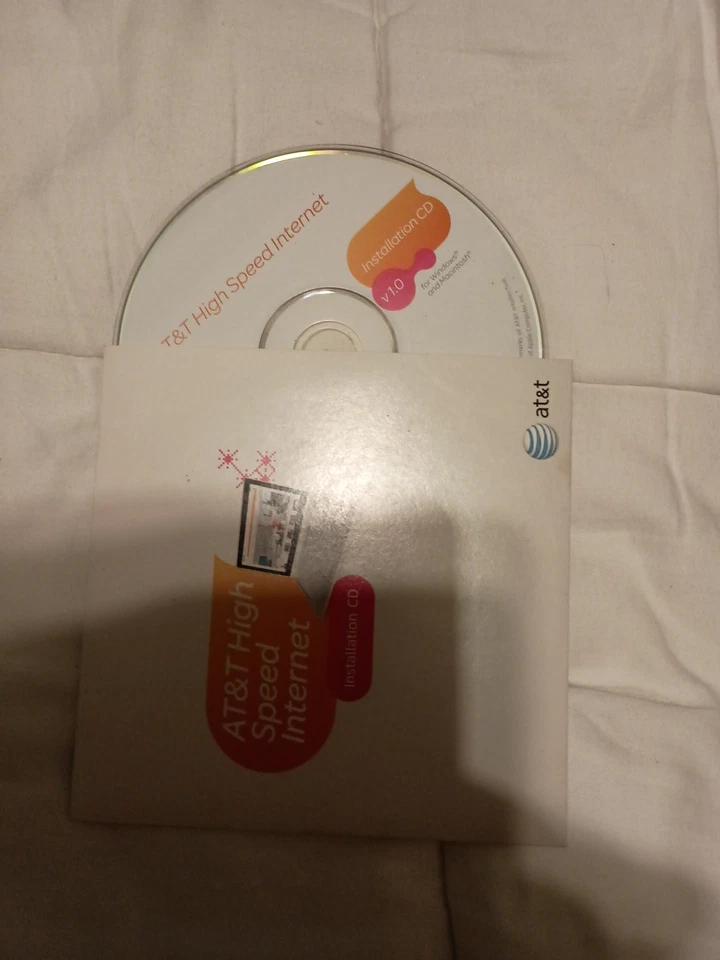 T&T High Speed Internet
Installation CD
v1.0
for Windows®
and Macintosh®
at&t
AT&T High
Speed
Internet
Installation CD